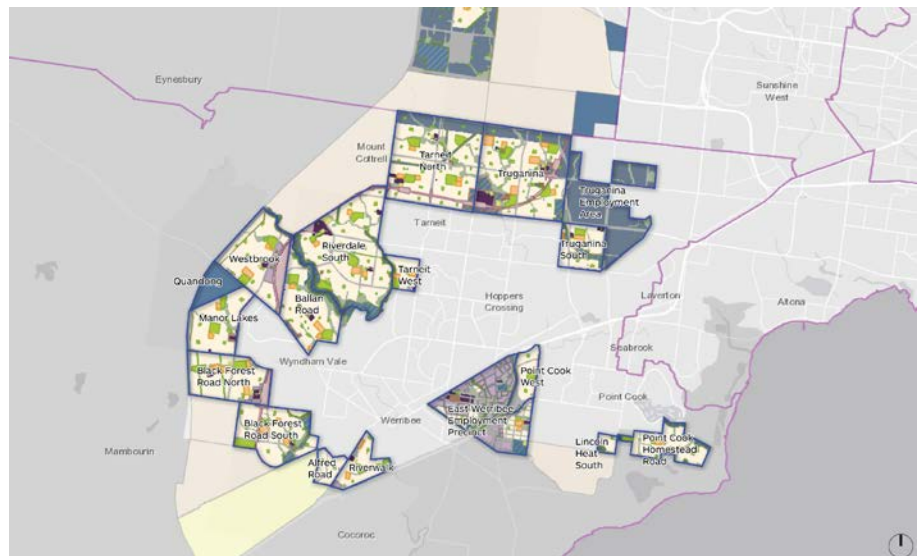 Eynesbury
Sunshine
West
Mount
Cottrell
Tarneit
North
Truganina
Truganina
Employment
Area
Tarneit
Truganina
South
Westbrook
Riverdale
South
Quandong
Tarneit
West
Ballan
Road
Hoppers
Crossing
Laverton
Altona
Manor Lakes
Seabrook
Wyndham Vale
Black Forest
Road North
Point Cook
West
Point Cook
East Werribee
Employment
Precinct
Werribee
Black Forest
Road South
Mambourin
Lincoln
Heat
South
Point Cook
Homestead
Road
Alfred
Road
Riverwalk
Cocoroc